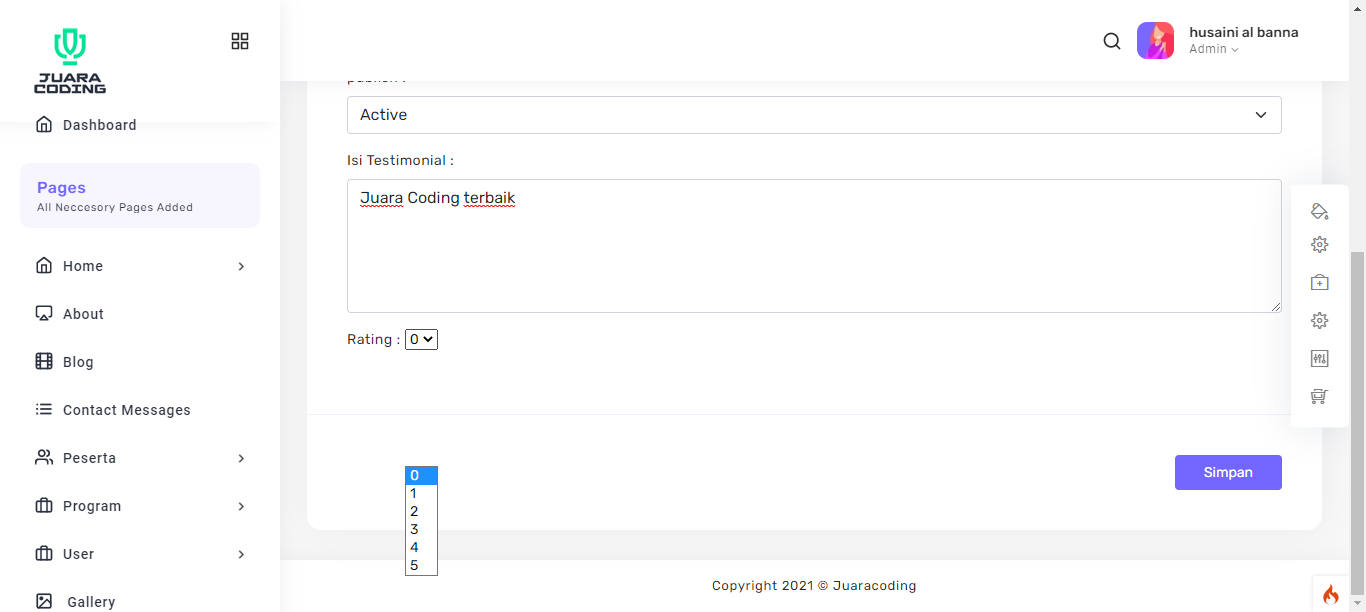 JUARA
CODING
husaini al banna
Admin
Dashboard
Pages
All Neccesory Pages Added
Home
About
Blog
Contact Messages
Peserta
Program
User
Gallery
Active
Isi Testimonial :
Juara Coding terbaik
Rating : 0
0
1
2
3
4
5
Simpan
Copyright 2021 © Juaracoding